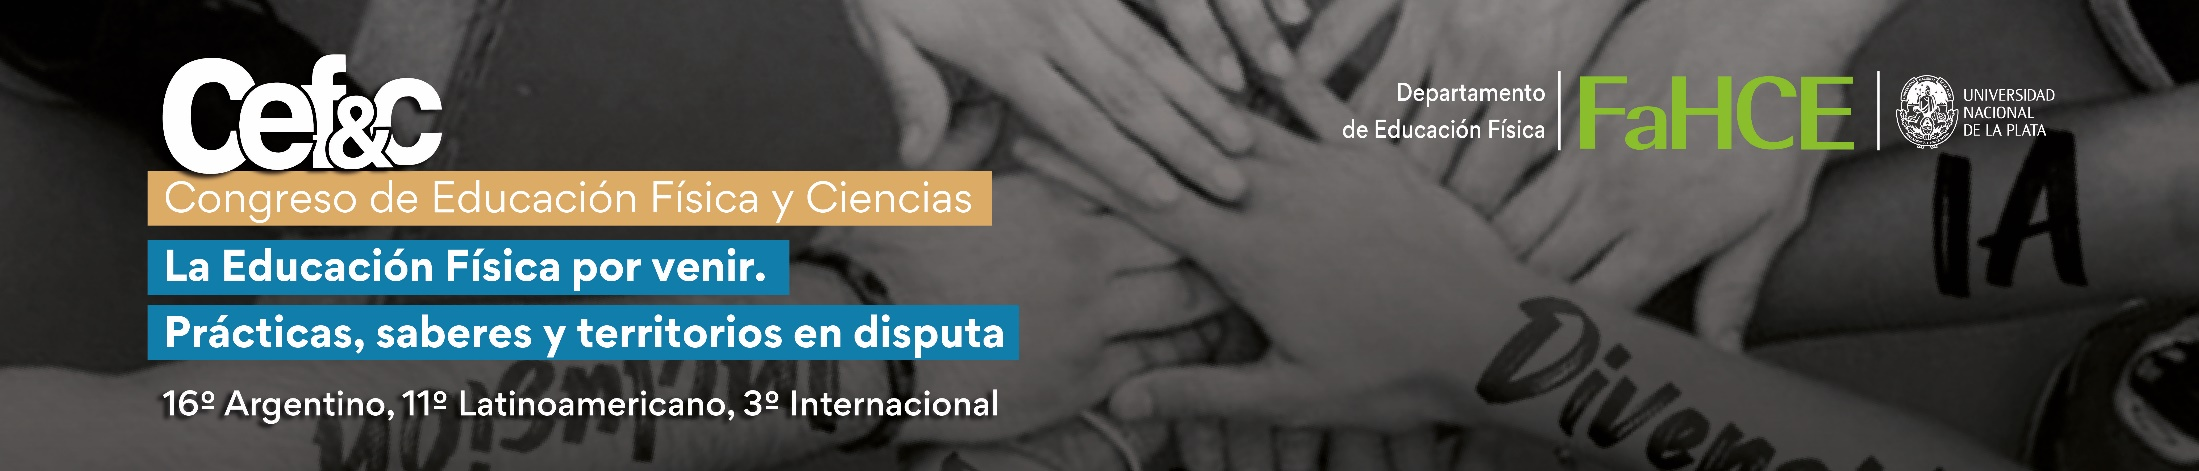 Cef&c
Congreso de Educación Física y Ciencias
La Educación Física por venir.
Prácticas, saberes y territorios en disputa
16º Argentino, 11º Latinoamericano, 3º Internacional
Departamento
de Educación Física
FaHCE
UNIVERSIDAD
NACIONAL
DE LA PLATA
IA